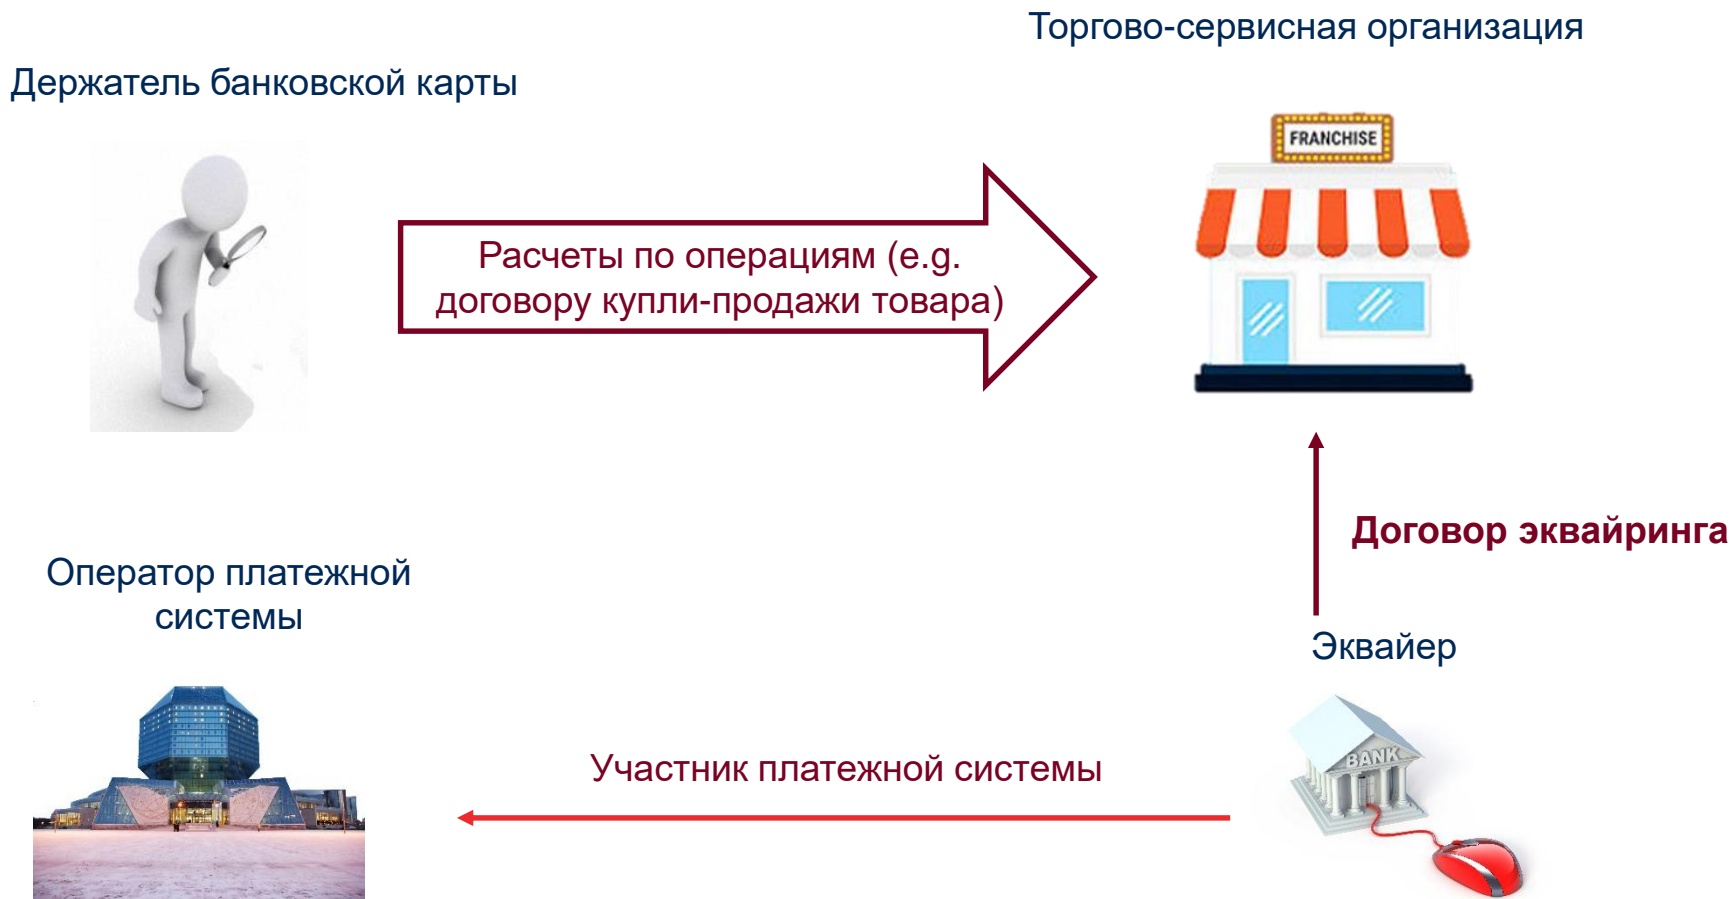 Торгово-сервисная организация
Держатель банковской карты
FRANCHISE
Расчеты по операциям (e.g.
договору купли-продажи товара)
Договор эквайринга
Оператор платежной
системы
Эквайер
BANK
Участник платежной системы